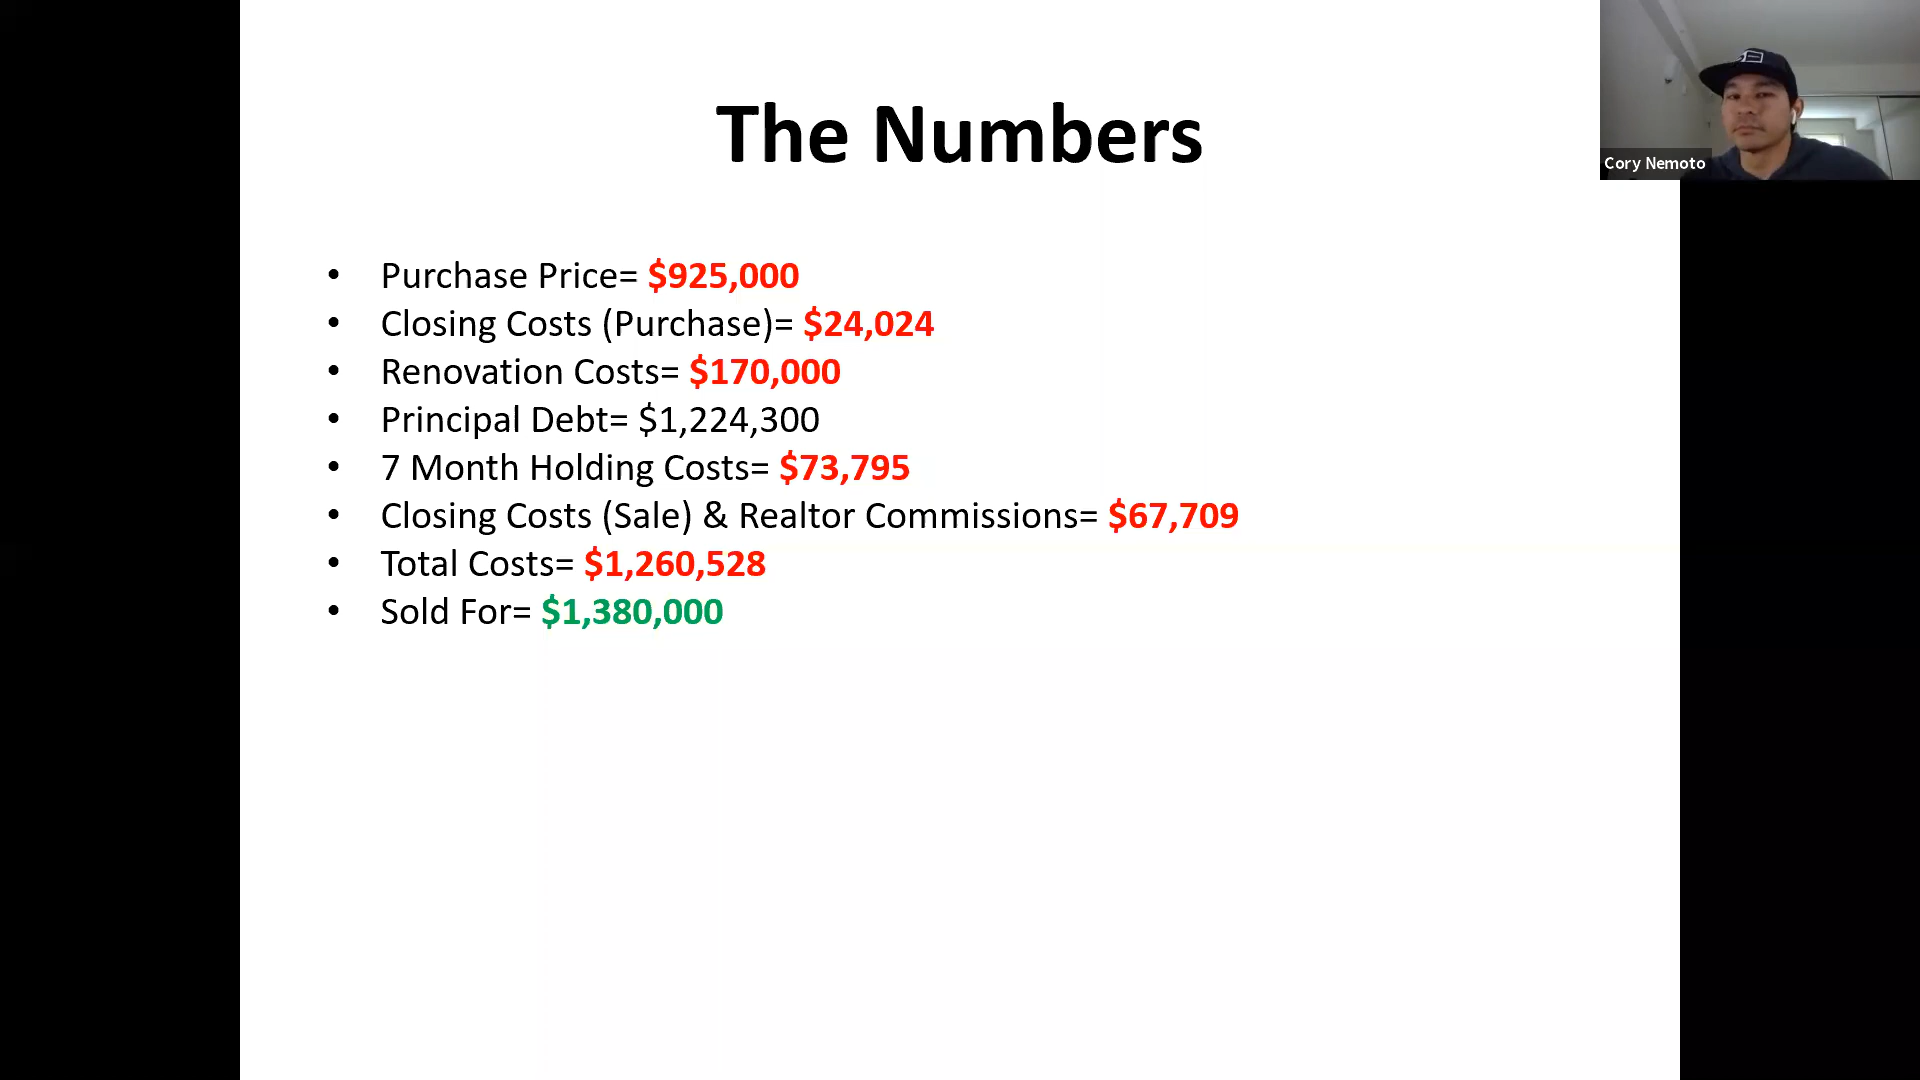 The Numbers
Cory Nemoto
• Purchase Price= $925,000
• Closing Costs (Purchase)= $24,024
• Renovation Costs= $170,000
• Principal Debt= $1,224,300
• 7 Month Holding Costs= $73,795
• Closing Costs (Sale) & Realtor Commissions= $67,709
• Total Costs= $1,260,528
• Sold For= $1,380,000